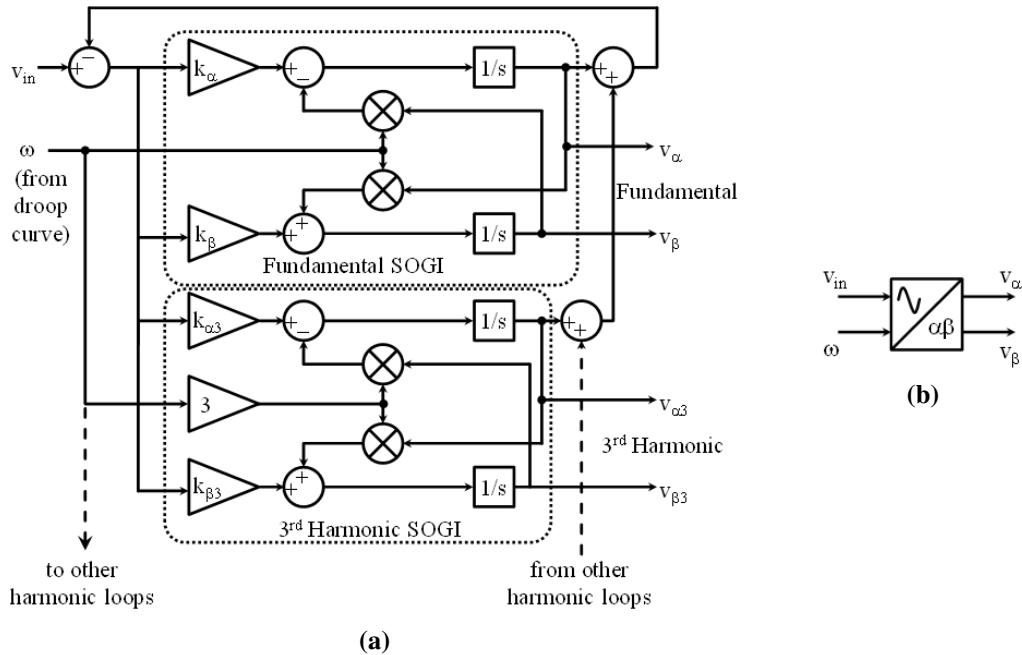 v_in
+
−
k_α
+
−
1/s
+
+
ω
(from
droop
curve)
v_α
Fundamental
k_β
+
+
1/s
v_β
Fundamental SOGI
k_α3
+
−
1/s
+
+
3
v_α3
3rd Harmonic
k_β3
+
+
1/s
v_β3
3rd Harmonic SOGI
to other
harmonic loops
from other
harmonic loops
(a)
v_in
ω
αβ
v_α
v_β
(b)